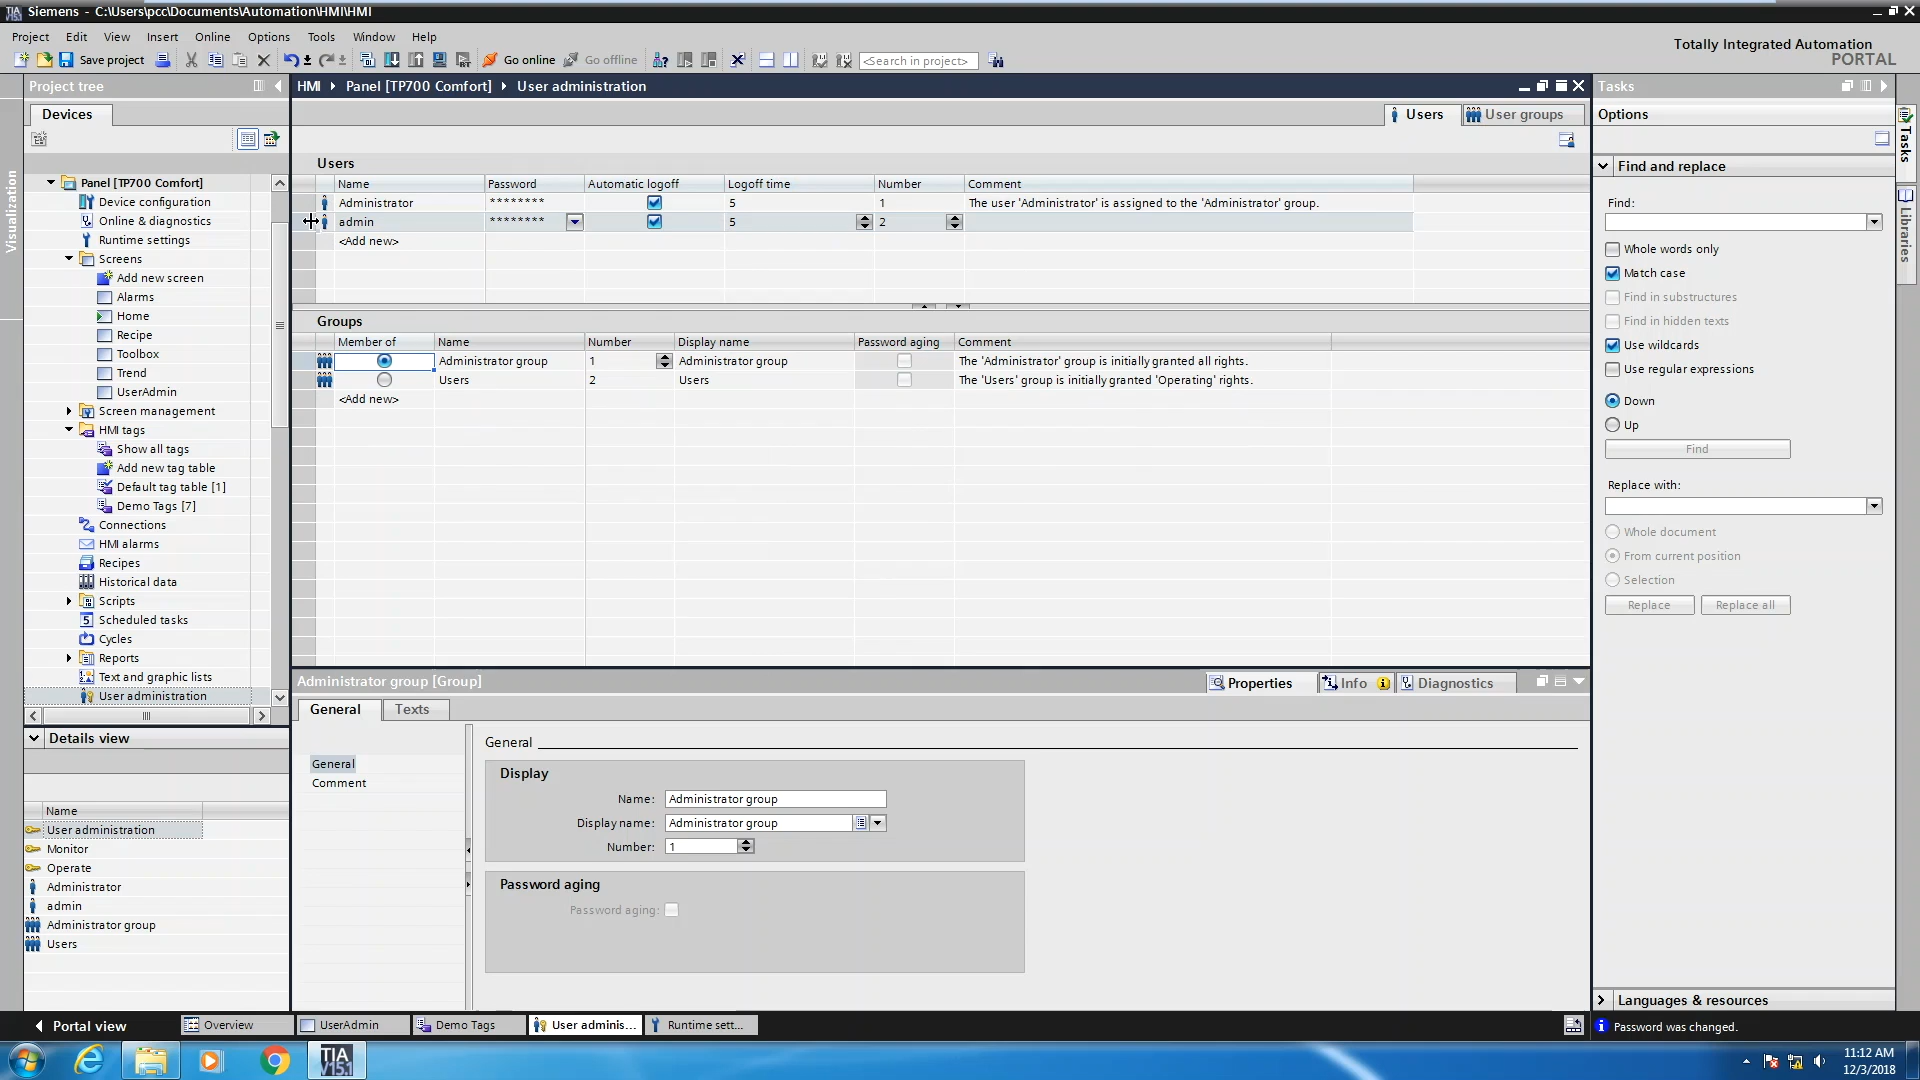 Siemens - C:\Users\pcc\Documents\Automation\HMI\HMI
Project Edit View Insert Online Options Tools Window Help
Totally Integrated Automation
PORTAL
Save project Go online Go offline <Search in project>
Project tree
Devices
Visualization
Panel [TP700 Comfort]
Device configuration
Online & diagnostics
Runtime settings
Screens
Add new screen
Alarms
Home
Recipe
Toolbox
Trend
UserAdmin
Screen management
HMI tags
Show all tags
Add new tag table
Default tag table [1]
Demo Tags [7]
Connections
HMI alarms
Recipes
Historical data
Scripts
Scheduled tasks
Cycles
Reports
Text and graphic lists
User administration
Details view
Name
User administration
Monitor
Operate
Administrator
admin
Administrator group
Users
HMI Panel [TP700 Comfort] User administration
Users User groups
Users
Name Password Automatic logoff Logoff time Number Comment
Administrator ******** 5 1 The user 'Administrator' is assigned to the 'Administrator' group.
admin ******** 5 2
<Add new>
Groups
Member of Name Number Display name Password aging Comment
Administrator group 1 Administrator group The 'Administrator' group is initially granted all rights.
Users 2 Users The 'Users' group is initially granted 'Operating' rights.
<Add new>
Administrator group [Group]
Properties Info Diagnostics
General Texts
General
Comment
General
Display
Name: Administrator group
Display name: Administrator group
Number: 1
Password aging
Password aging:
Tasks
Options
Find and replace
Find:
Whole words only
Match case
Find in substructures
Find in hidden texts
Use wildcards
Use regular expressions
Down
Up
Find
Replace with:
Whole document
From current position
Selection
Replace Replace all
Languages & resources
Tasks
Libraries
Portal view Overview UserAdmin Demo Tags User adminis... Runtime sett...
Password was changed.
TIA
V15.1
11:12 AM
12/3/2018